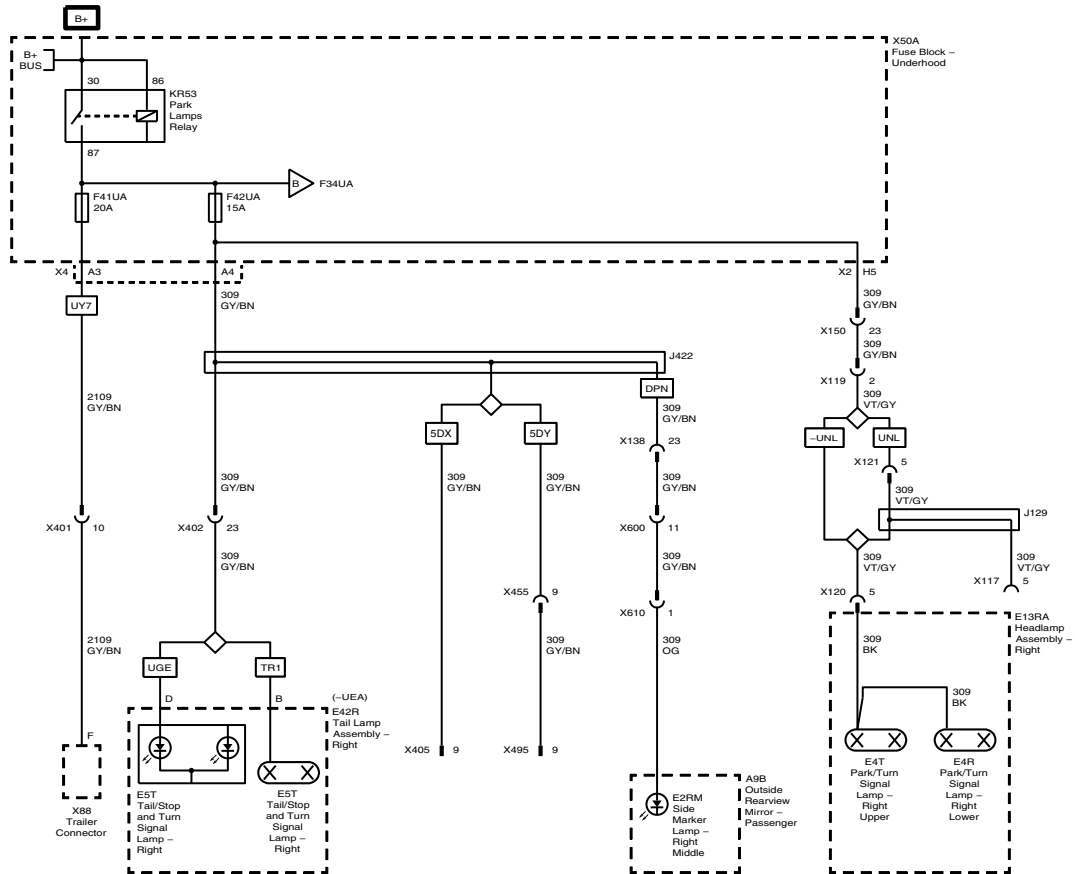 B+
B+
BUS
X50A
Fuse Block –
Underhood
30
86
KR53
Park
Lamps
Relay
87
F41UA
20A
F42UA
15A
B
F34UA
X4
A3
A4
X2
H5
UY7
309
GY/BN
309
GY/BN
X150
23
309
GY/BN
X119
2
309
VT/GY
–UNL
UNL
X121
5
309
VT/GY
J129
309
VT/GY
309
VT/GY
X117
5
X120
5
J422
DPN
309
GY/BN
5DX
5DY
X138
23
2109
GY/BN
309
GY/BN
309
GY/BN
309
GY/BN
309
GY/BN
X401
10
X402
23
X600
11
309
GY/BN
309
GY/BN
X455
9
X610
1
2109
GY/BN
309
GY/BN
309
OG
UGE
TR1
D
B
(–UEA)
E42R
Tail Lamp
Assembly –
Right
F
X88
Trailer
Connector
E5T
Tail/Stop
and Turn
Signal
Lamp –
Right
E5T
Tail/Stop
and Turn
Signal
Lamp –
Right
X405
9
X495
9
A9B
Outside
Rearview
Mirror –
Passenger
E2RM
Side
Marker
Lamp –
Right
Middle
E13RA
Headlamp
Assembly –
Right
309
BK
309
BK
E4T
Park/Turn
Signal
Lamp –
Right
Upper
E4R
Park/Turn
Signal
Lamp –
Right
Lower